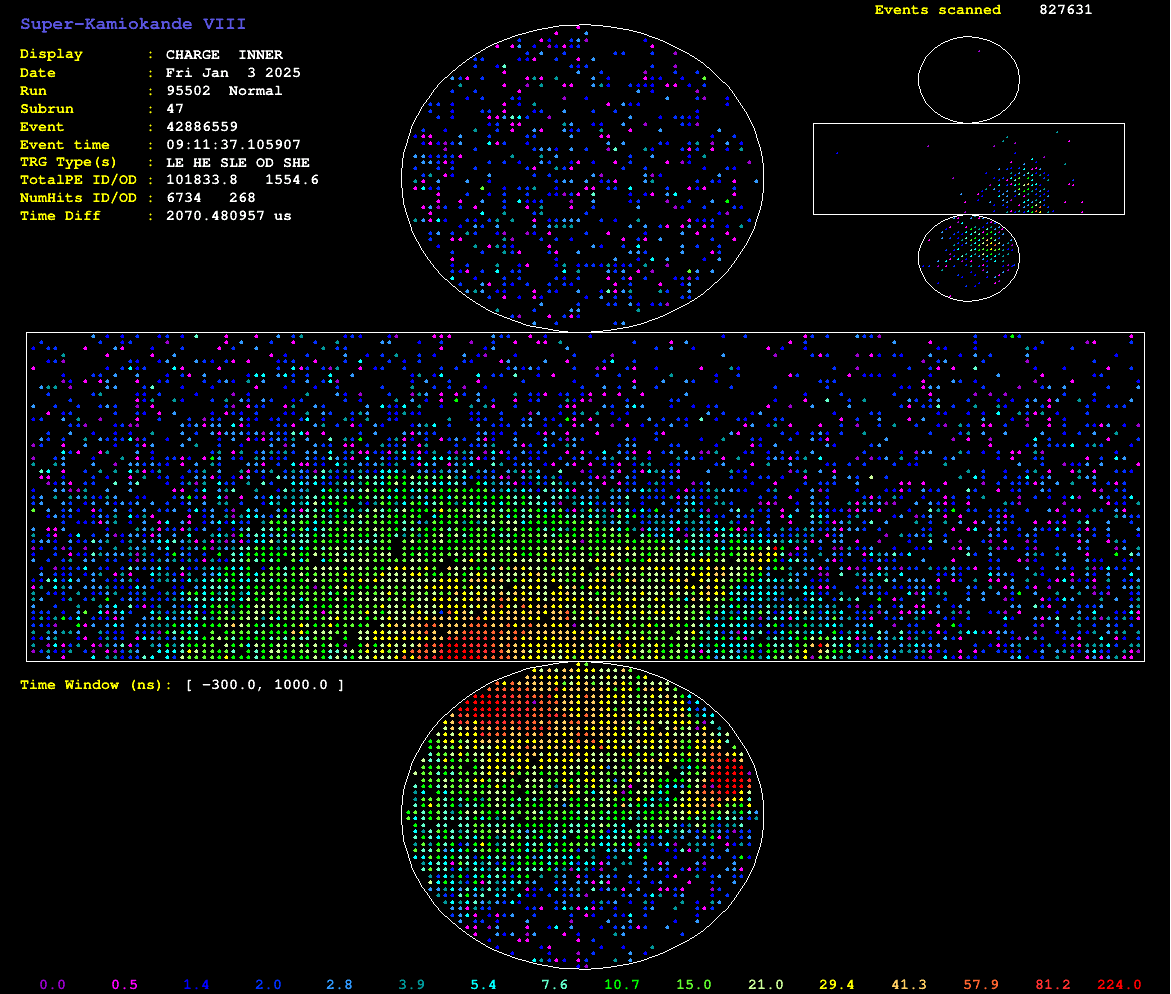 Super-Kamiokande VIII
Display : CHARGE INNER
Date : Fri Jan 3 2025
Run : 95502 Normal
Subrun : 47
Event : 42886559
Event time : 09:11:37.105907
TRG Type(s) : LE HE SLE OD SHE
TotalPE ID/OD : 101833.8 1554.6
NumHits ID/OD : 6734 268
Time Diff : 2070.480957 us
Events scanned 827631
Time Window (ns): [ −300.0, 1000.0 ]
0.0 0.5 1.4 2.0 2.8 3.9 5.4 7.6 10.7 15.0 21.0 29.4 41.3 57.9 81.2 224.0